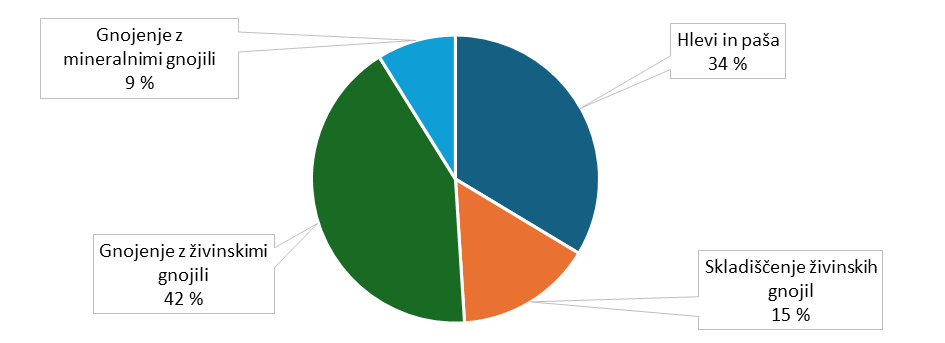 Gnojenje z
mineralnimi gnojili
9 %
Hlevi in paša
34 %
Gnojenje z živinskimi
gnojili
42 %
Skladiščenje živinskih
gnojil
15 %